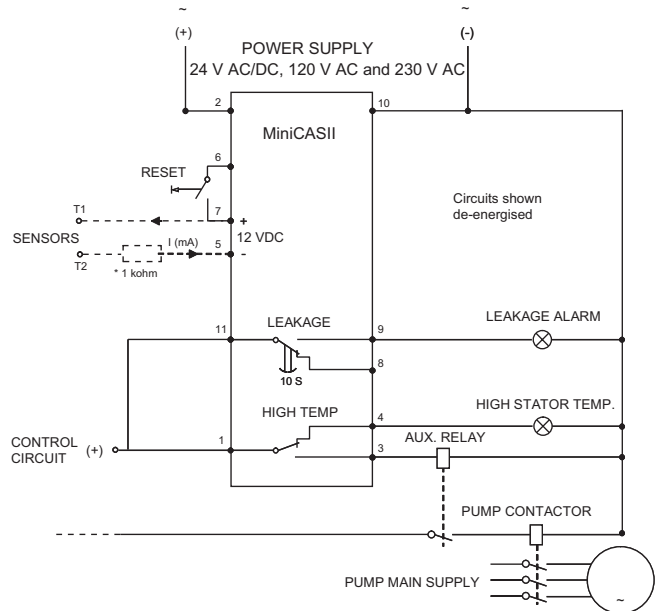 ~ ~
(+) (-)
POWER SUPPLY
24 V AC/DC, 120 V AC and 230 V AC
2 10
MiniCASII
6
RESET
Circuits shown
de-energised
T1 7 +
SENSORS I (mA) 5 12 VDC
T2 -
* 1 kohm
11 LEAKAGE 9 LEAKAGE ALARM
8
10 S
HIGH TEMP 4 HIGH STATOR TEMP.
CONTROL
CIRCUIT (+) 1 3 AUX. RELAY
PUMP CONTACTOR
PUMP MAIN SUPPLY
~